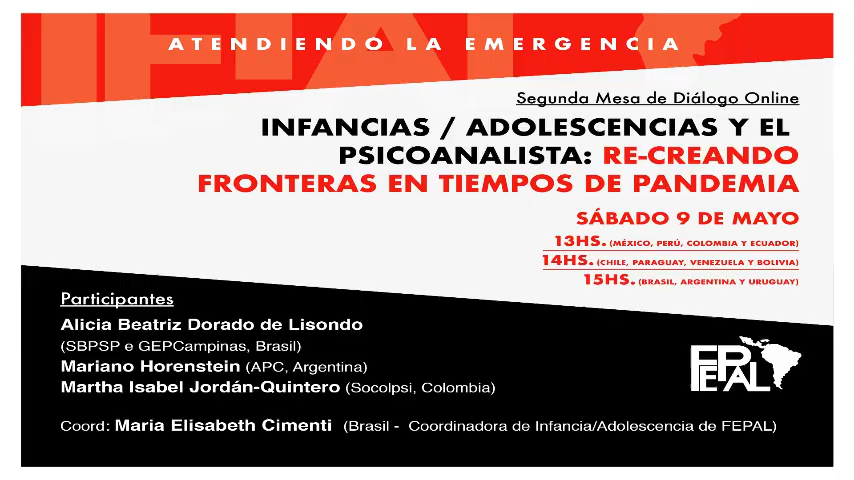 ATENDIENDO LA EMERGENCIA
Segunda Mesa de Diálogo Online
INFANCIAS / ADOLESCENCIAS Y EL
PSICOANALISTA: RE-CREANDO
FRONTERAS EN TIEMPOS DE PANDEMIA
SÁBADO 9 DE MAYO
13HS. (MÉXICO, PERÚ, COLOMBIA Y ECUADOR)
14HS. (CHILE, PARAGUAY, VENEZUELA Y BOLIVIA)
15HS. (BRASIL, ARGENTINA Y URUGUAY)
Participantes
Alicia Beatriz Dorado de Lisondo
(SBPSP e GEPCampinas, Brasil)
Mariano Horenstein (APC, Argentina)
Martha Isabel Jordán-Quintero (Socolpsi, Colombia)
FEPAL
Coord: Maria Elisabeth Cimenti (Brasil - Coordinadora de Infancia/Adolescencia de FEPAL)